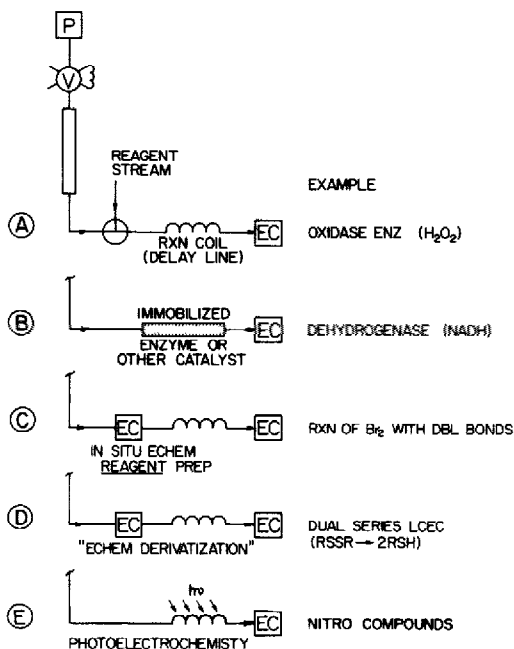 P
V
REAGENT
STREAM
EXAMPLE
A
EC
OXIDASE ENZ (H₂O₂)
RXN COIL
(DELAY LINE)
B
IMMOBILIZED
EC
DEHYDROGENASE (NADH)
ENZYME OR
OTHER CATALYST
C
EC
EC
RXN OF Br₂ WITH DBL BONDS
IN SITU ECHEM
REAGENT PREP
D
EC
EC
DUAL SERIES LCEC
(RSSR → 2RSH)
"ECHEM DERIVATIZATION"
hν
E
EC
NITRO COMPOUNDS
PHOTOELECTROCHEMISTY